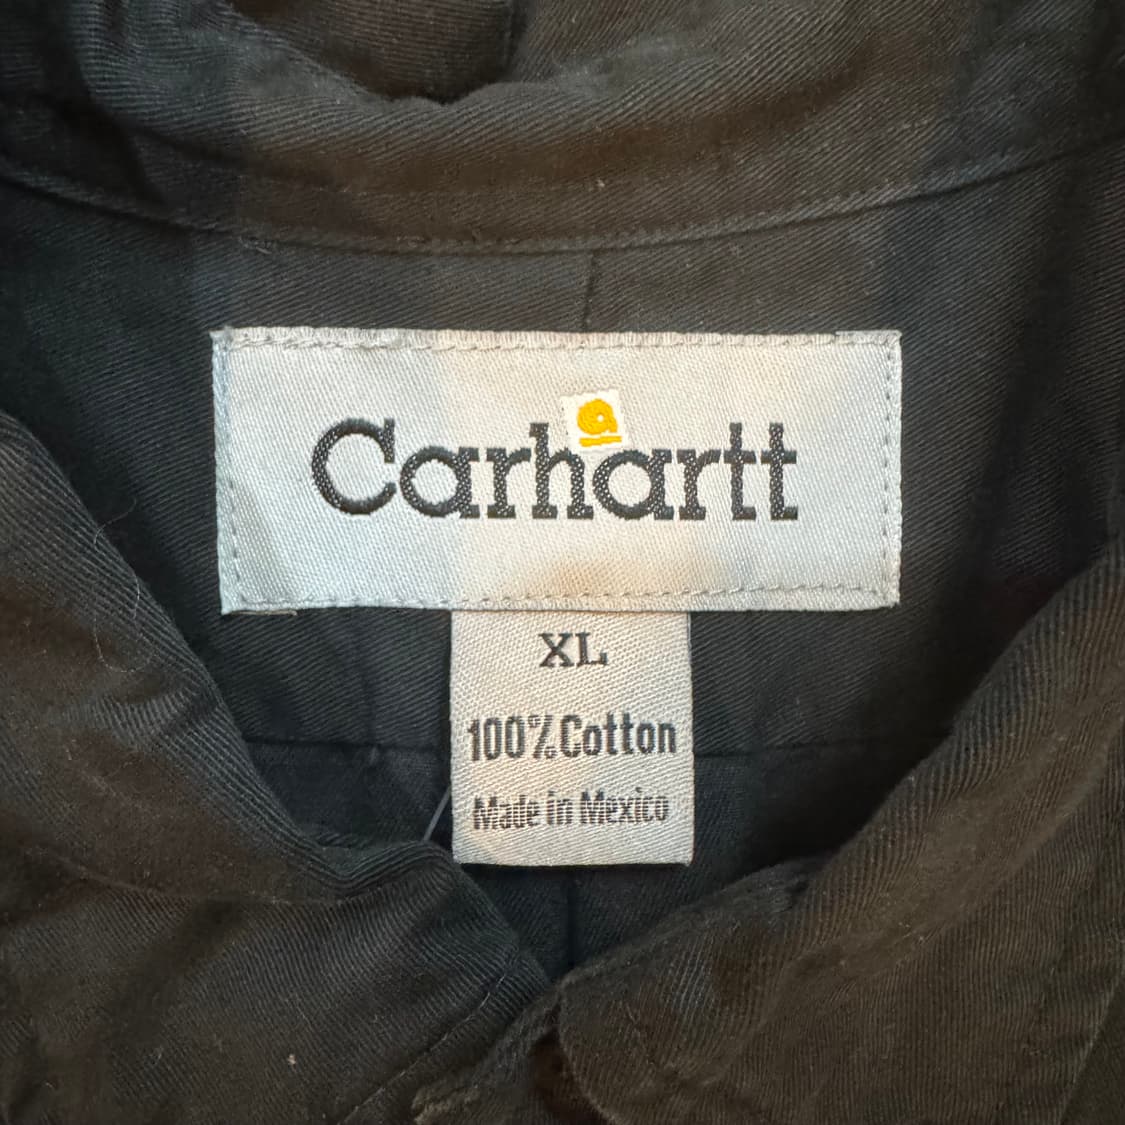 Carhartt
XL
100% Cotton
Made in Mexico